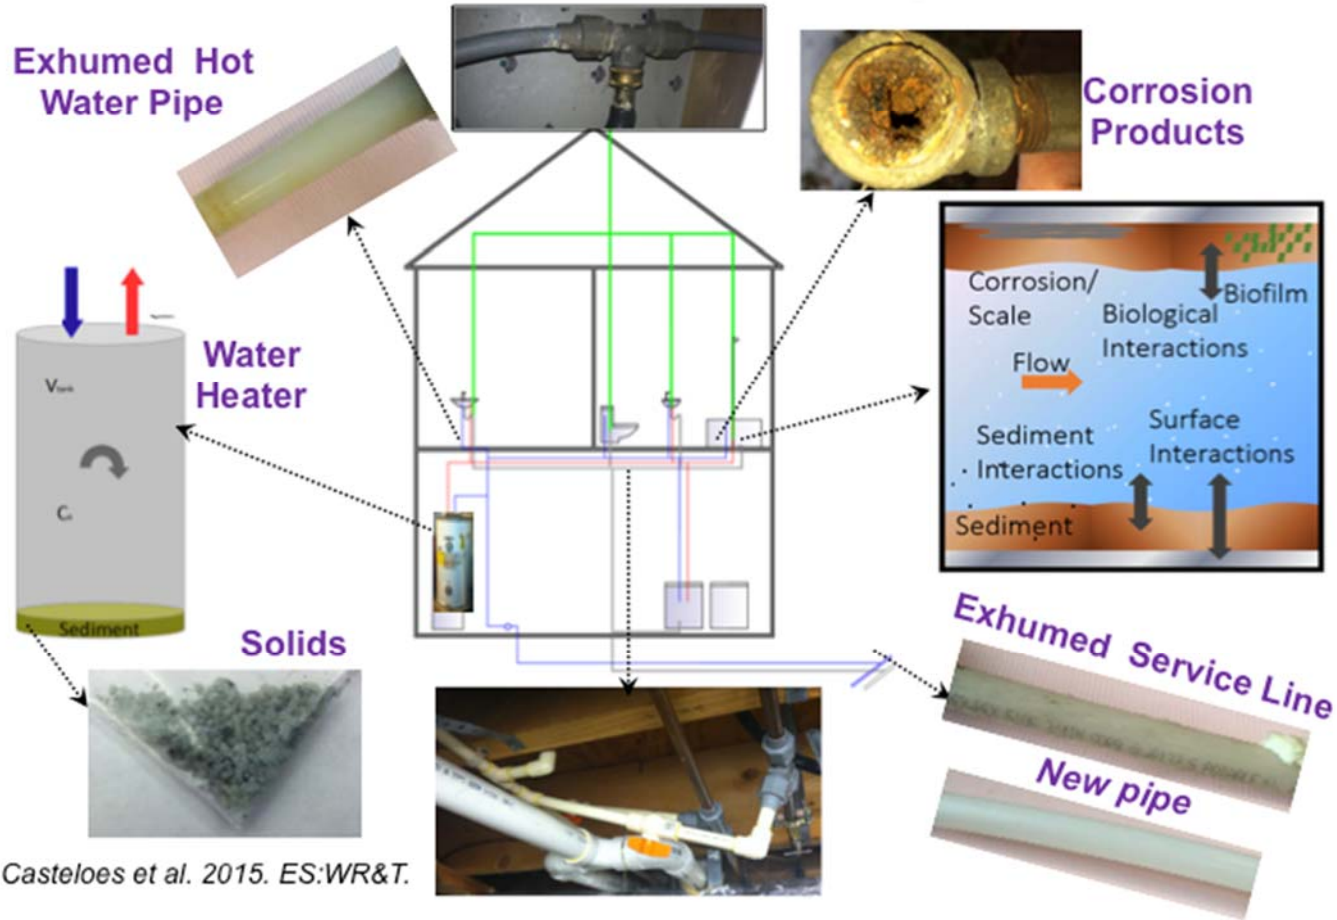 Exhumed Hot
Water Pipe
Corrosion
Products
Corrosion/
Scale
Biofilm
Biological
Interactions
Flow
Surface
Interactions
Sediment
Interactions
Sediment
Water
Heater
V
C
Sediment
Solids
Exhumed Service Line
New pipe
Casteloes et al. 2015. ES:WR&T.